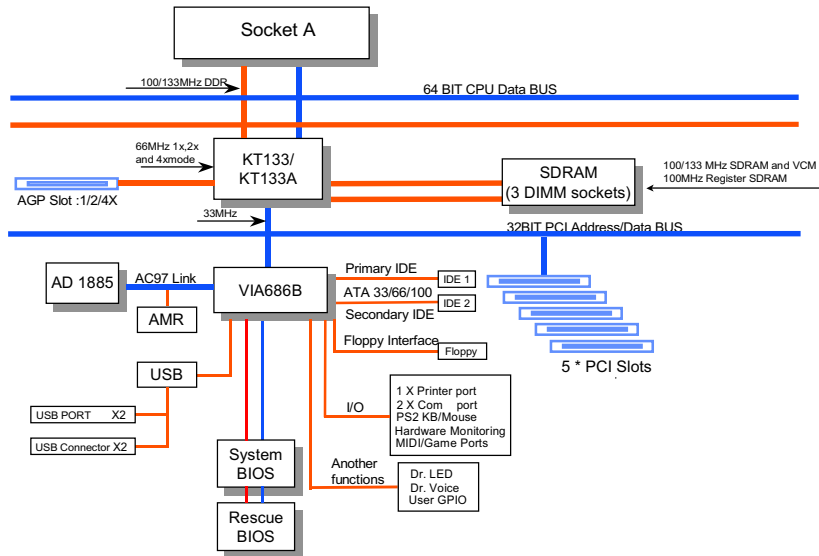 Socket A
100/133MHz DDR
64 BIT CPU Data BUS
66MHz 1x,2x
and 4xmode
KT133/
KT133A
SDRAM
(3 DIMM sockets)
100/133 MHz SDRAM and VCM
100MHz Register SDRAM
AGP Slot :1/2/4X
33MHz
32BIT PCI Address/Data BUS
AD 1885
AC97 Link
AMR
VIA686B
Primary IDE
IDE 1
ATA 33/66/100
IDE 2
Secondary IDE
Floppy Interface
Floppy
5 * PCI Slots
USB
USB PORT X2
USB Connector X2
I/O
1 X Printer port
2 X Com port
PS2 KB/Mouse
Hardware Monitoring
MIDI/Game Ports
System
BIOS
Another
functions
Dr. LED
Dr. Voice
User GPIO
Rescue
BIOS